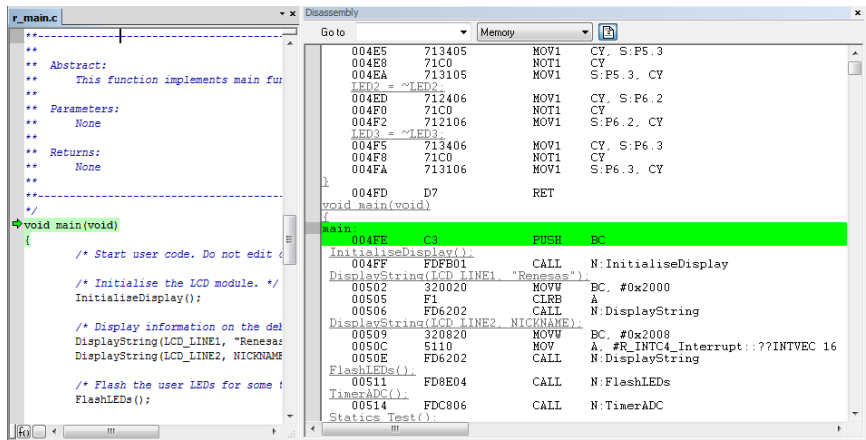 r_main.c
**-----------------------------------
**
**  Abstract:
**      This function implements main fun
**
**  Parameters:
**      None
**
**  Returns:
**      None
**
**-----------------------------------
*/
void main(void)
{
/* Start user code. Do not edit c
/* Initialise the LCD module. */
InitialiseDisplay();
/* Display information on the deb
DisplayString(LCD_LINE1, "Renesas
DisplayString(LCD_LINE2, NICKNAME
/* Flash the user LEDs for some t
FlashLEDs();
f()
Disassembly
Go to Memory
004E5 713405 MOV1 CY, S:P5.3
004E8 71C0 NOT1 CY
004EA 713105 MOV1 S:P5.3, CY
LED2 = ~LED2;
004ED 712406 MOV1 CY, S:P6.2
004F0 71C0 NOT1 CY
004F2 712106 MOV1 S:P6.2, CY
LED3 = ~LED3;
004F5 713406 MOV1 CY, S:P6.3
004F8 71C0 NOT1 CY
004FA 713106 MOV1 S:P6.3, CY
}
004FD D7 RET
void main(void)
{
main:
004FE C3 PUSH BC
InitialiseDisplay();
004FF FDFB01 CALL N:InitialiseDisplay
DisplayString(LCD_LINE1, "Renesas");
00502 320020 MOVW BC, #0x2000
00505 F1 CLRB A
00506 FD6202 CALL N:DisplayString
DisplayString(LCD_LINE2, NICKNAME);
00509 320820 MOVW BC, #0x2008
0050C 5110 MOV A, #R_INTC4_Interrupt::??INTVEC 16
0050E FD6202 CALL N:DisplayString
FlashLEDs();
00511 FD8E04 CALL N:FlashLEDs
TimerADC();
00514 FDC806 CALL N:TimerADC
Statics_Test();